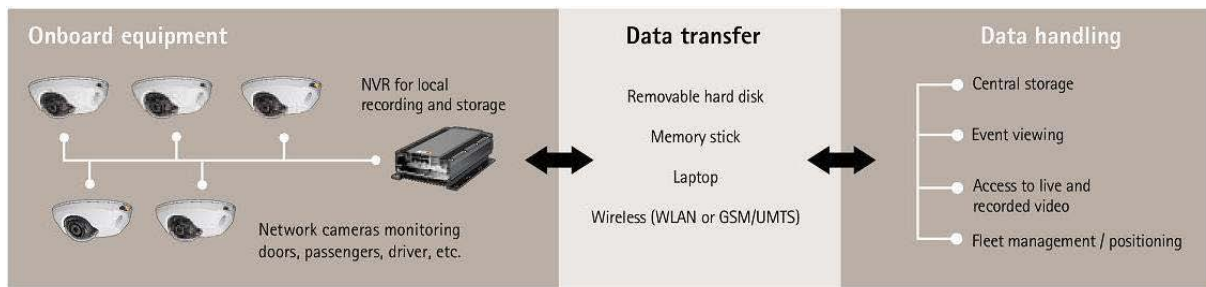 Onboard equipment
NVR for local
recording and storage
Network cameras monitoring
doors, passengers, driver, etc.
Data transfer
Removable hard disk
Memory stick
Laptop
Wireless (WLAN or GSM/UMTS)
Data handling
Central storage
Event viewing
Access to live and
recorded video
Fleet management / positioning